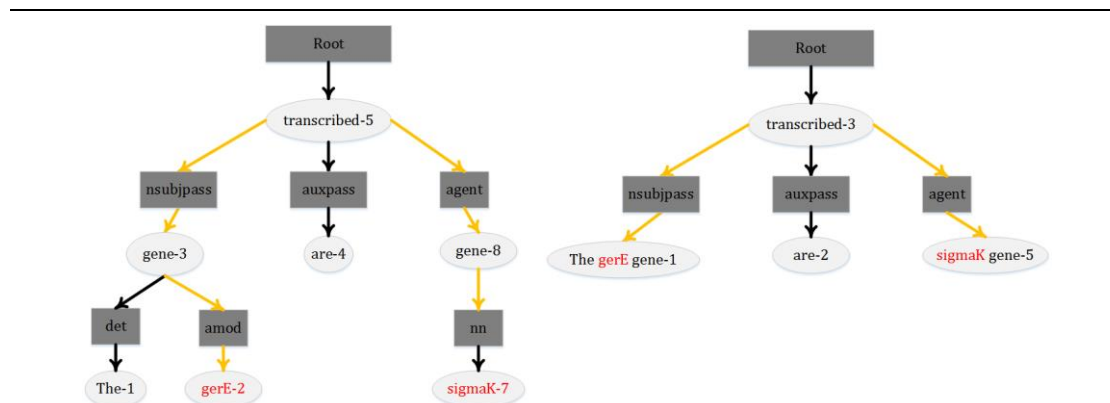 Root
transcribed-5
nsubjpass
auxpass
agent
gene-3
are-4
gene-8
det
amod
nn
The-1
gerE-2
sigmaK-7
Root
transcribed-3
nsubjpass
auxpass
agent
The gerE gene-1
are-2
sigmaK gene-5